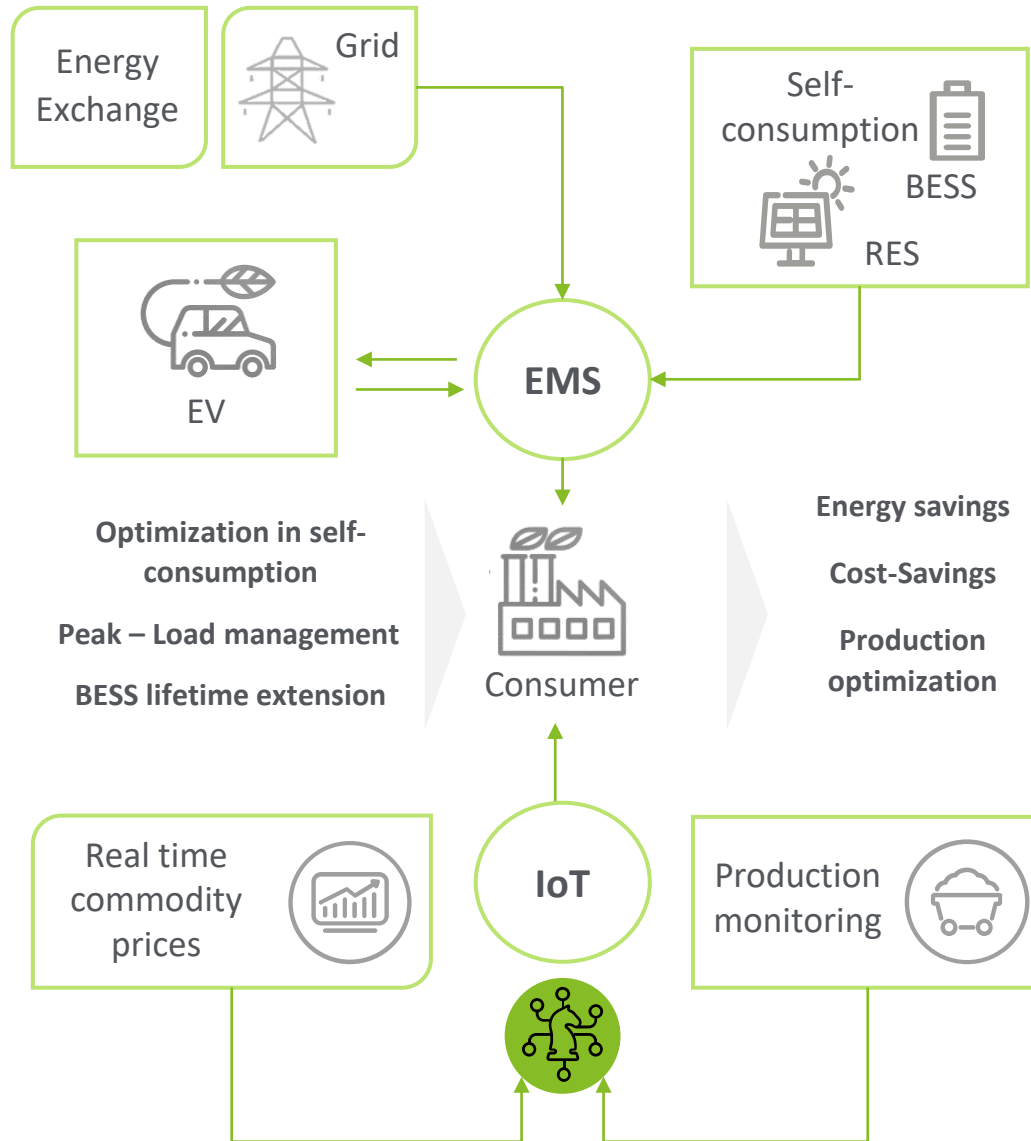 Energy
Exchange
Grid
Self-
consumption
BESS
RES
EV
EMS
Optimization in self-
consumption
Peak – Load management
BESS lifetime extension
Consumer
Energy savings
Cost-Savings
Production
optimization
Real time
commodity
prices
IoT
Production
monitoring